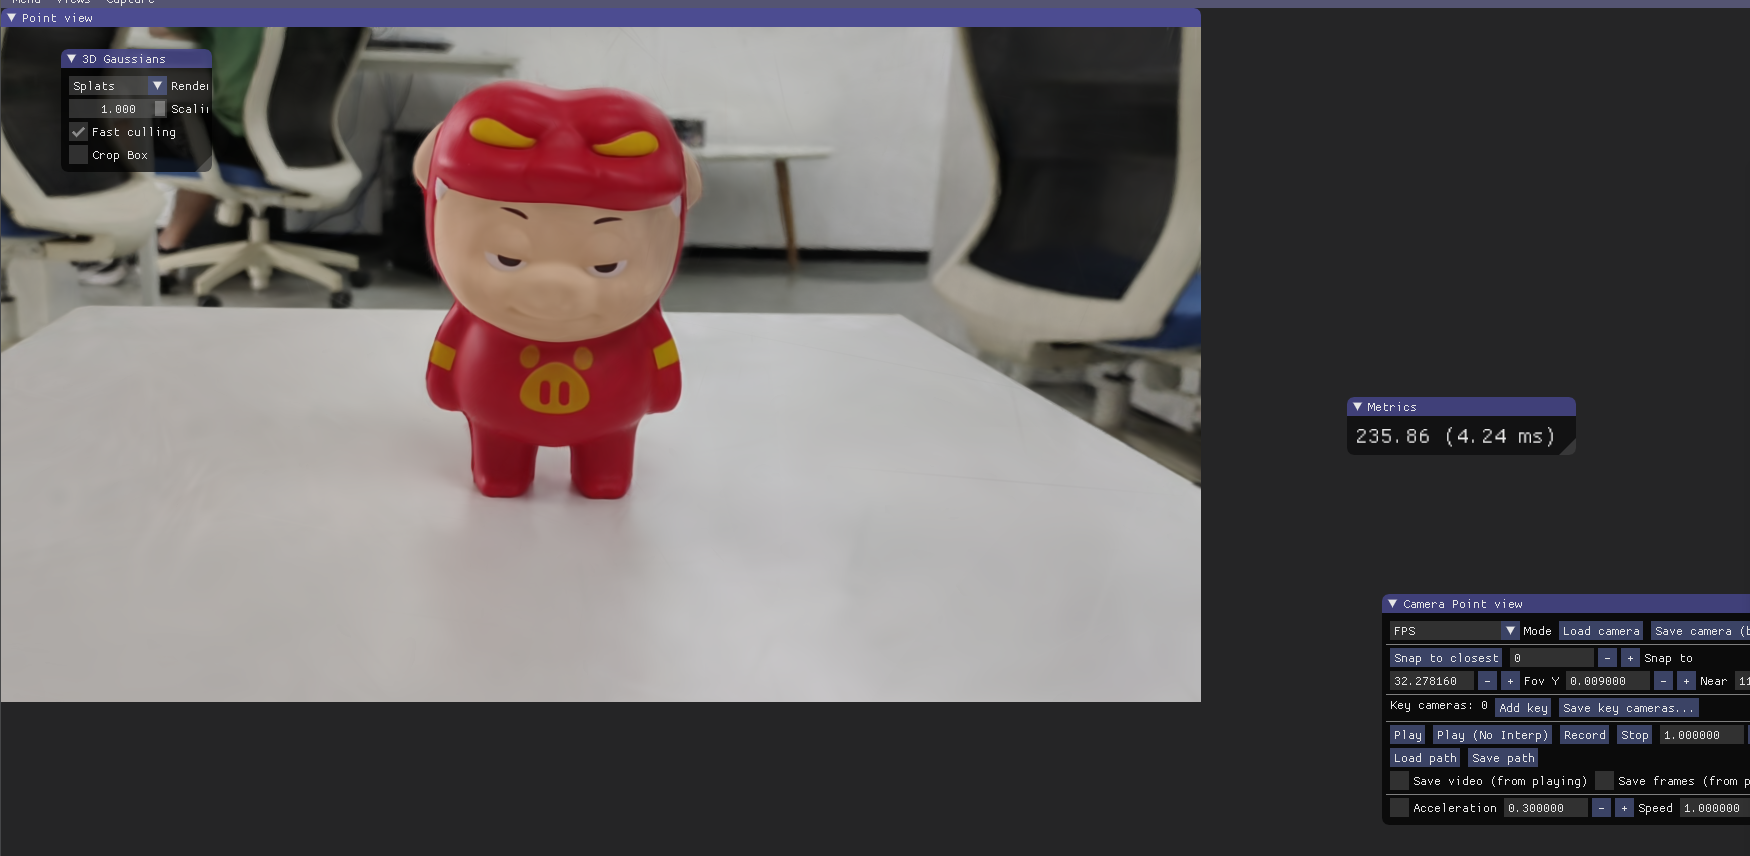 Menu Views Capture
Point view
3D Gaussians
Splats
1.000
Fast culling
Crop Box
Metrics
235.86 (4.24 ms)
Camera Point view
FPS Mode Load camera Save camera
Snap to closest 0 - + Snap to
32.278160 - + Fov Y 0.009000 - + Near
Key cameras: 0 Add key Save key cameras...
Play Play (No Interp) Record Stop 1.000000
Load path Save path
Save video (from playing) Save frames (from
Acceleration 0.300000 - + Speed 1.000000